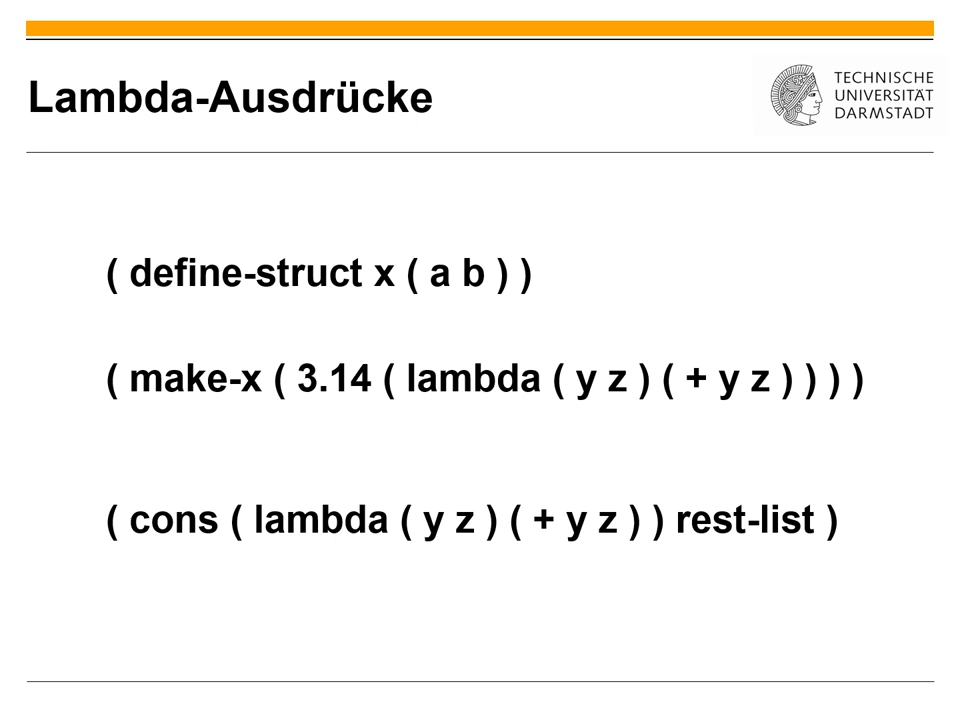 Lambda-Ausdrücke
TECHNISCHE
UNIVERSITÄT
DARMSTADT
( define-struct x ( a b ) )
( make-x ( 3.14 ( lambda ( y z ) ( + y z ) ) ) )
( cons ( lambda ( y z ) ( + y z ) ) rest-list )